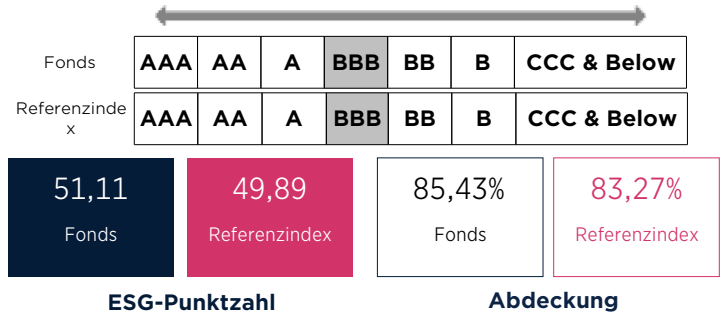 Fonds AAA AA A BBB BB B CCC & Below
Referenzinde
x AAA AA A BBB BB B CCC & Below
51,11 49,89 85,43% 83,27%
Fonds Referenzindex Fonds Referenzindex
ESG-Punktzahl Abdeckung